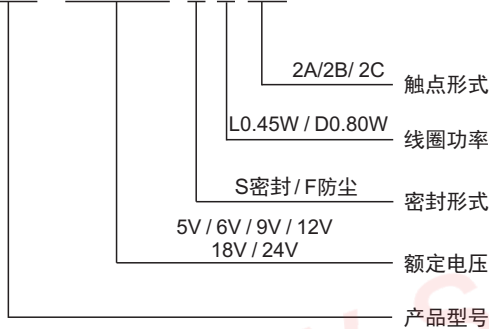 2A/2B/ 2C 触点形式
L0.45W / D0.80W 线圈功率
S密封 / F防尘 密封形式
5V / 6V / 9V / 12V
18V / 24V 额定电压
产品型号